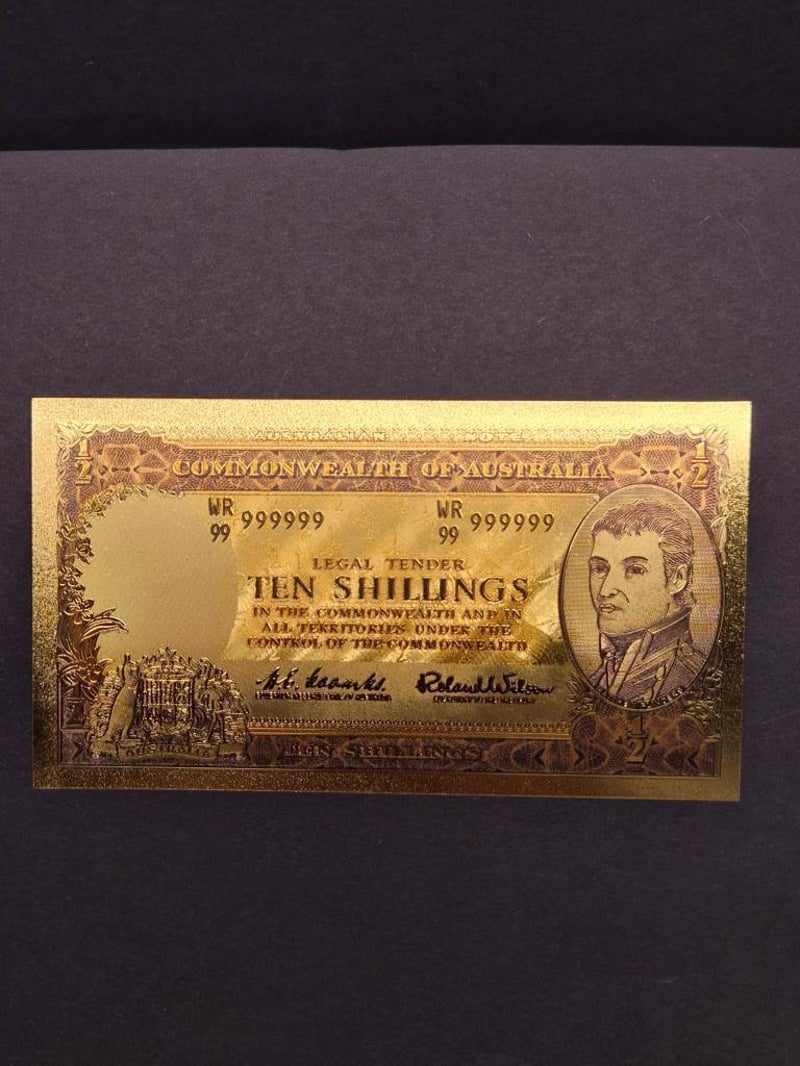 AUSTRALIAN NOTE
1/2 COMMONWEALTH OF AUSTRALIA 1/2
WR 99 999999 WR 99 999999
LEGAL TENDER
TEN SHILLINGS
IN THE COMMONWEALTH AND IN
ALL TERRITORIES UNDER THE
CONTROL OF THE COMMONWEALTH
H.C. Coombs. Roland Wilson
AUSTRALIA
TEN SHILLINGS
1/2